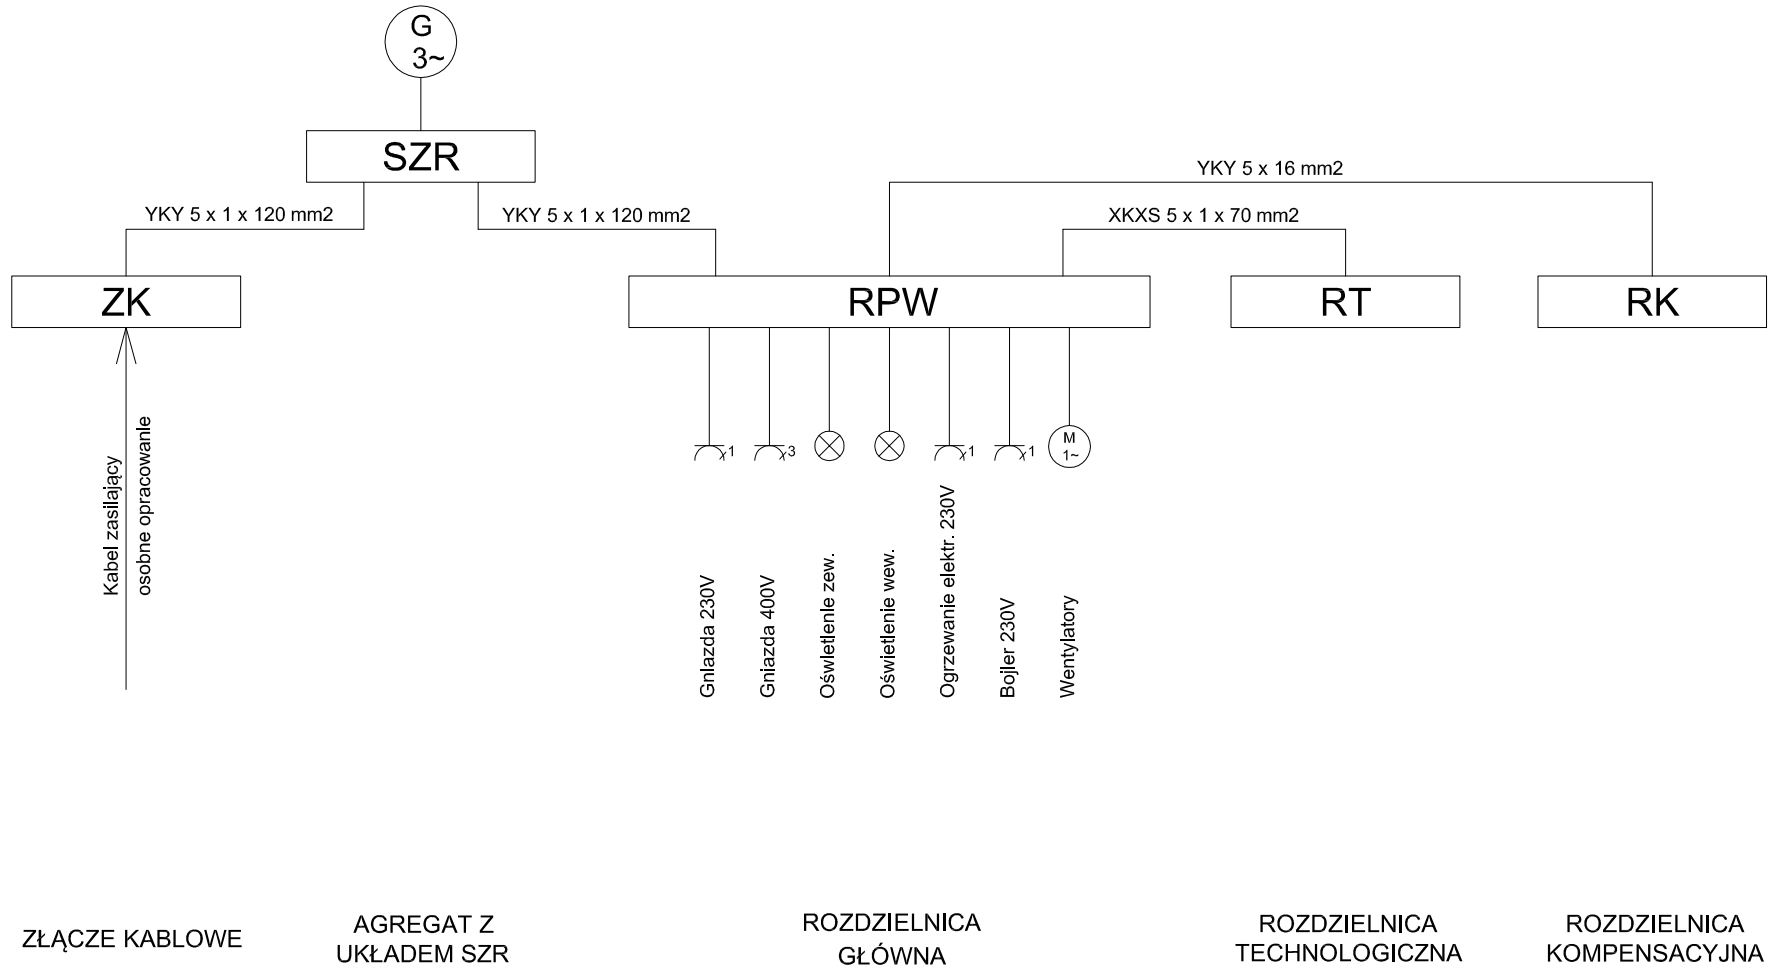 G
3~
SZR
YKY 5 x 16 mm2
YKY 5 x 1 x 120 mm2
YKY 5 x 1 x 120 mm2
XKXS 5 x 1 x 70 mm2
ZK
RPW
RT
RK
Kabel zasilający
osobne opracowanie
1
3
1
1
M
1~
Gniazda 230V
Gniazda 400V
Oświetlenie zew.
Oświetlenie wew.
Ogrzewanie elektr. 230V
Bojler 230V
Wentylatory
ZŁĄCZE KABLOWE
AGREGAT Z
UKŁADEM SZR
ROZDZIELNICA
GŁÓWNA
ROZDZIELNICA
TECHNOLOGICZNA
ROZDZIELNICA
KOMPENSACYJNA